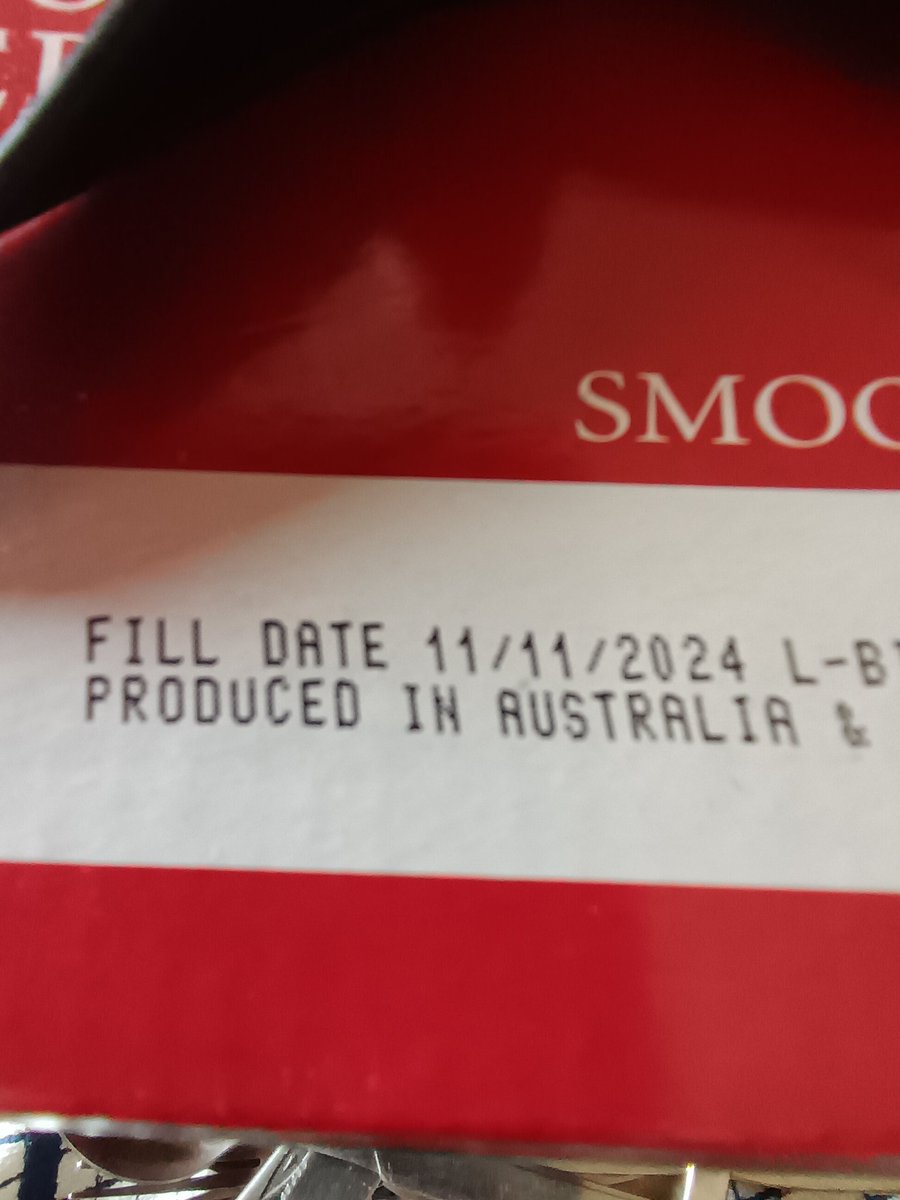 SMOO
FILL DATE 11/11/2024 L-B
PRODUCED IN AUSTRALIA &